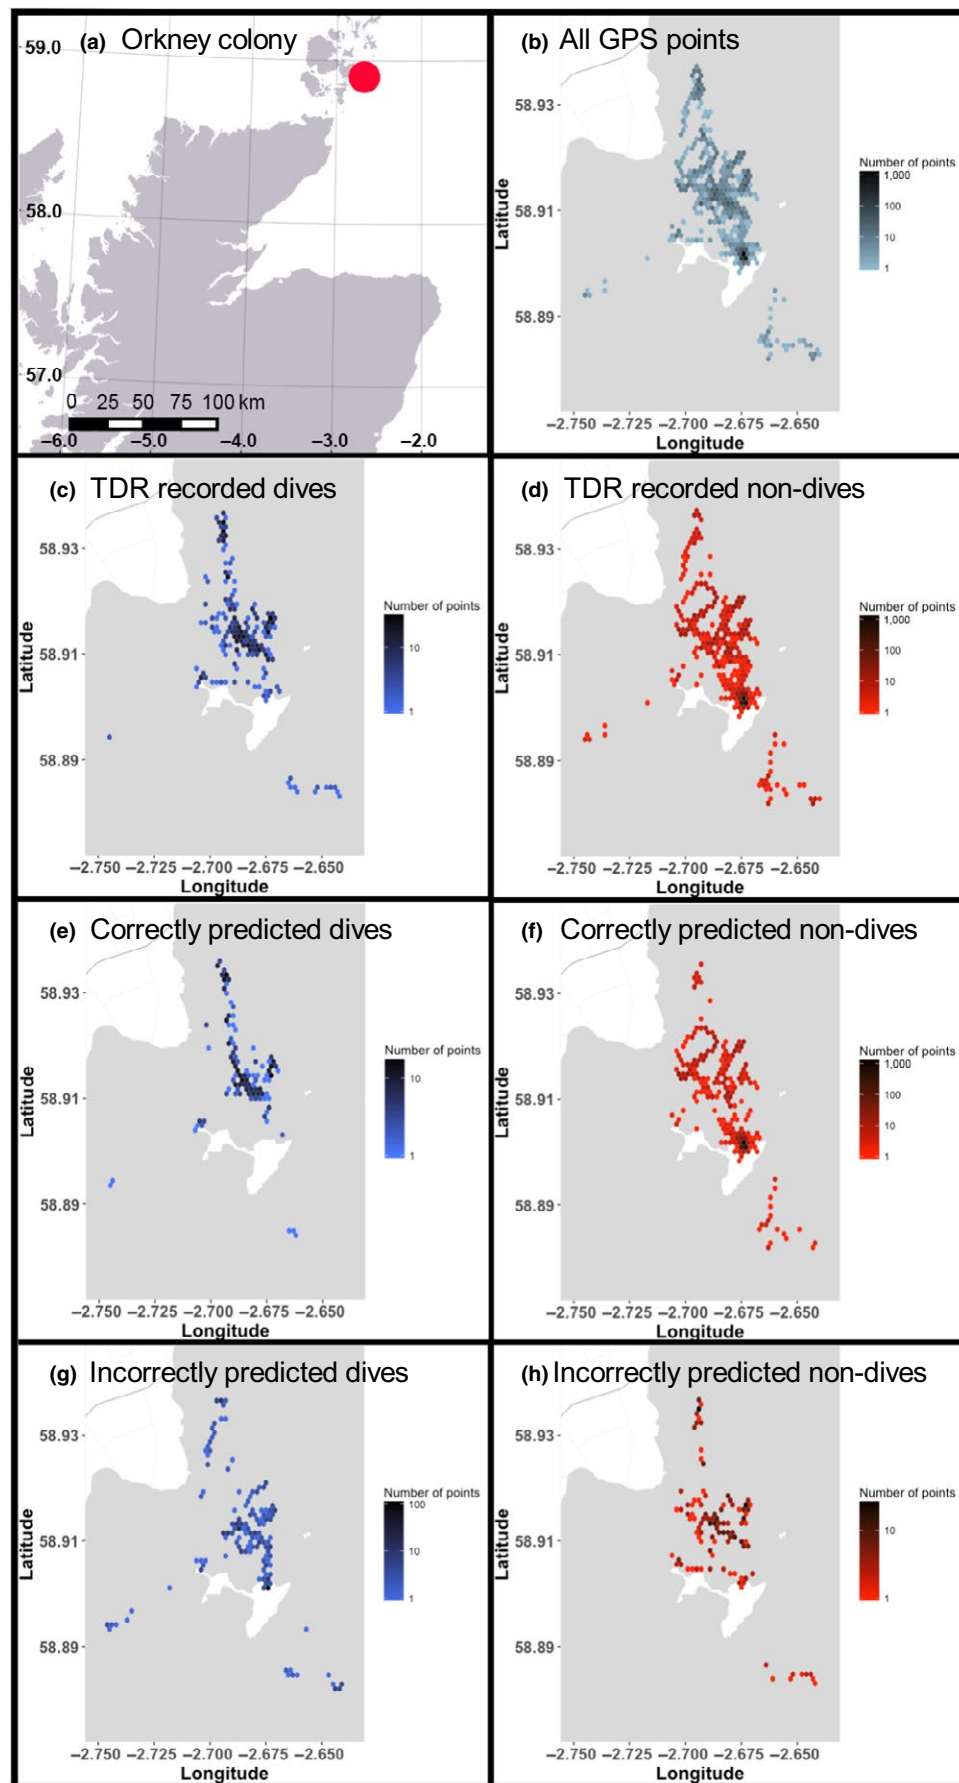 (a) Orkney colony
59.0
58.0
57.0
0 25 50 75 100 km
−6.0 −5.0 −4.0 −3.0 −2.0
(b) All GPS points
58.93
58.91
58.89
Latitude
−2.750 −2.725 −2.700 −2.675 −2.650
Longitude
Number of points
1,000
100
10
1
(c) TDR recorded dives
58.93
58.91
58.89
Latitude
−2.750 −2.725 −2.700 −2.675 −2.650
Longitude
Number of points
10
1
(d) TDR recorded non-dives
58.93
58.91
58.89
Latitude
−2.750 −2.725 −2.700 −2.675 −2.650
Longitude
Number of points
1,000
100
10
1
(e) Correctly predicted dives
58.93
58.91
58.89
Latitude
−2.750 −2.725 −2.700 −2.675 −2.650
Longitude
Number of points
10
1
(f) Correctly predicted non-dives
58.93
58.91
58.89
Latitude
−2.750 −2.725 −2.700 −2.675 −2.650
Longitude
Number of points
1,000
100
10
1
(g) Incorrectly predicted dives
58.93
58.91
58.89
Latitude
−2.750 −2.725 −2.700 −2.675 −2.650
Longitude
Number of points
100
10
1
(h) Incorrectly predicted non-dives
58.93
58.91
58.89
Latitude
−2.750 −2.725 −2.700 −2.675 −2.650
Longitude
Number of points
10
1